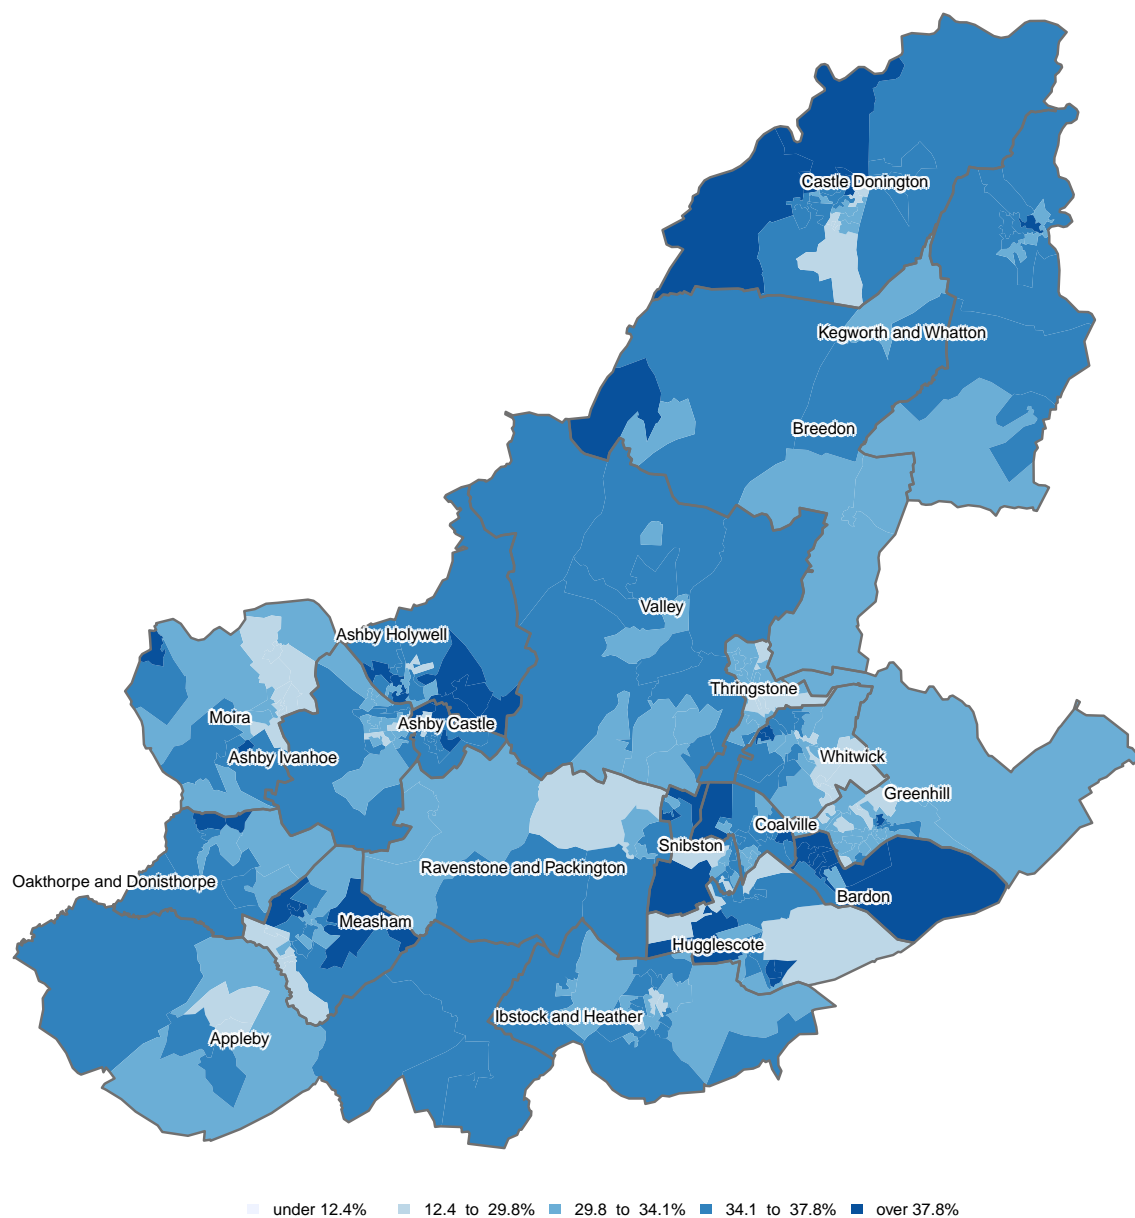 Castle Donington
Kegworth and Whatton
Breedon
Valley
Ashby Holywell
Thringstone
Moira
Ashby Castle
Ashby Ivanhoe
Whitwick
Greenhill
Coalville
Snibston
Ravenstone and Packington
Oakthorpe and Donisthorpe
Bardon
Measham
Hugglescote
Ibstock and Heather
Appleby
under 12.4% 12.4 to 29.8% 29.8 to 34.1% 34.1 to 37.8% over 37.8%